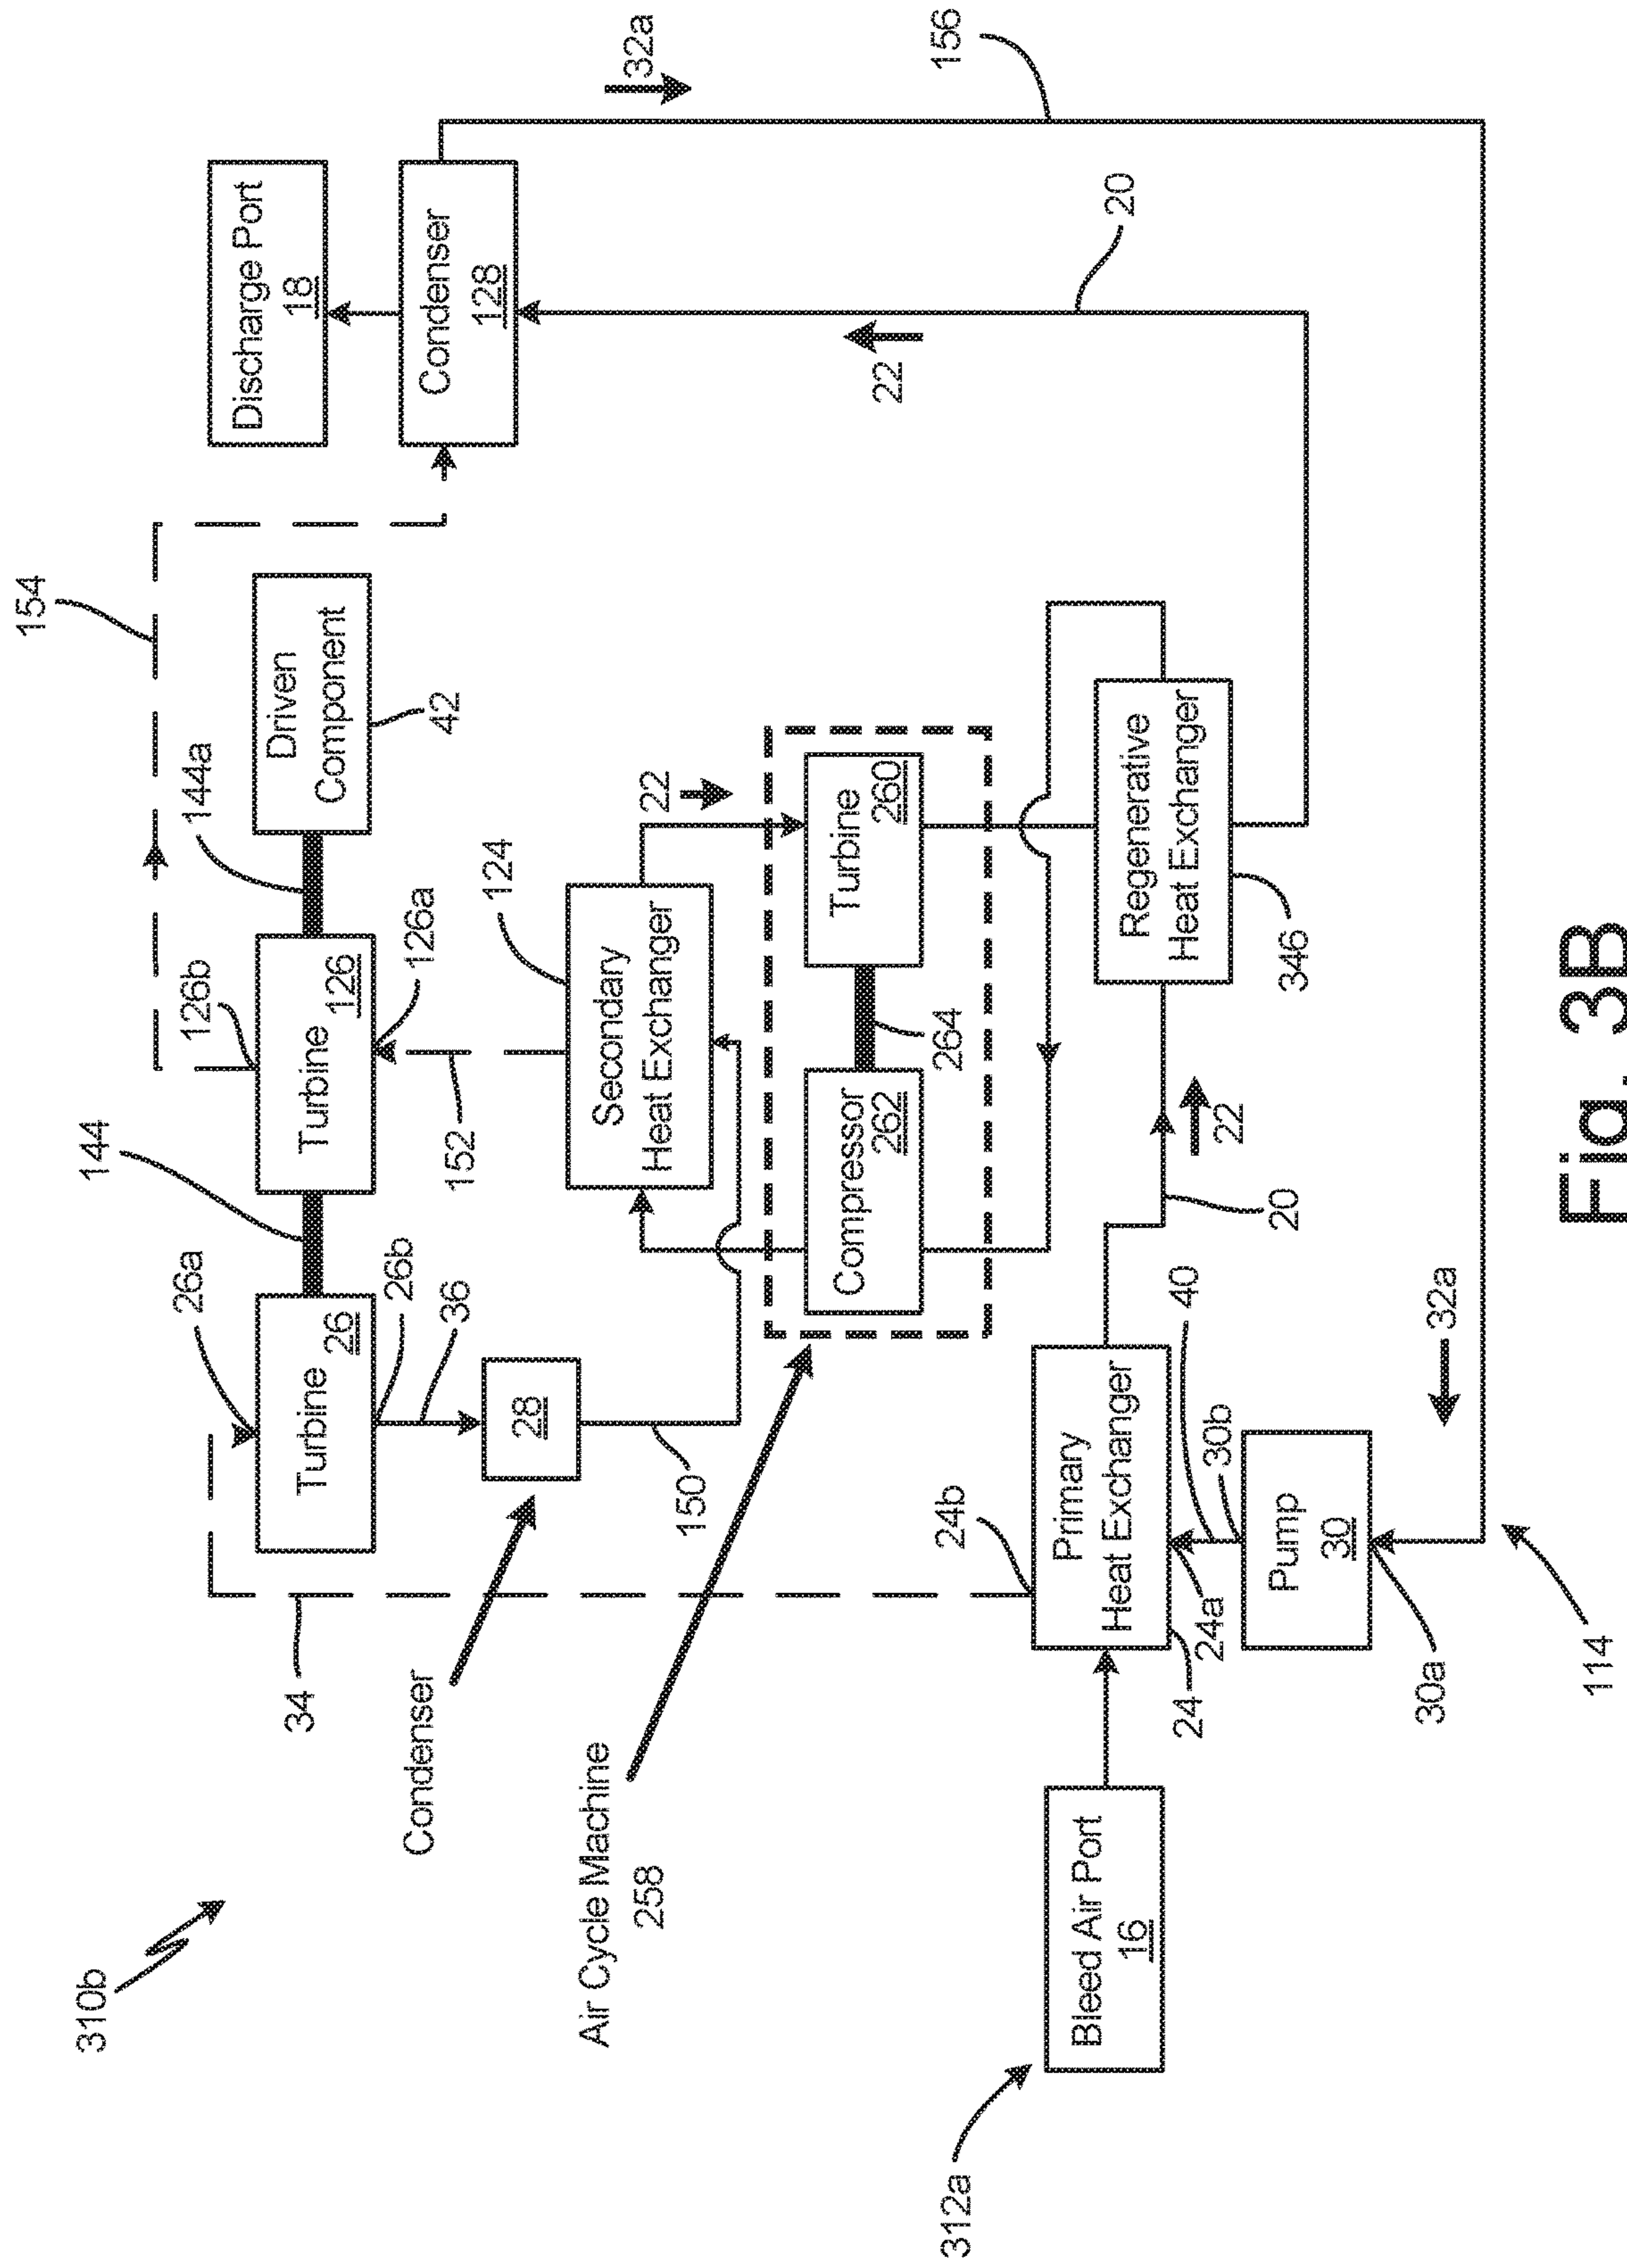 310b
34
26a
Turbine
26
144
26b
36
Condenser
28
150
126b
Turbine
126
126a
152
144a
Driven
Component
42
154
Discharge Port
18
Condenser
128
32a
156
Secondary
Heat Exchanger
124
22
Air Cycle Machine
258
Compressor
262
264
Turbine
260
22
20
312a
Bleed Air Port
16
24b
Primary
Heat Exchanger
24
24a
40
30b
Pump
30
30a
114
32a
20
22
Regenerative
Heat Exchanger
346
Fig. 3B